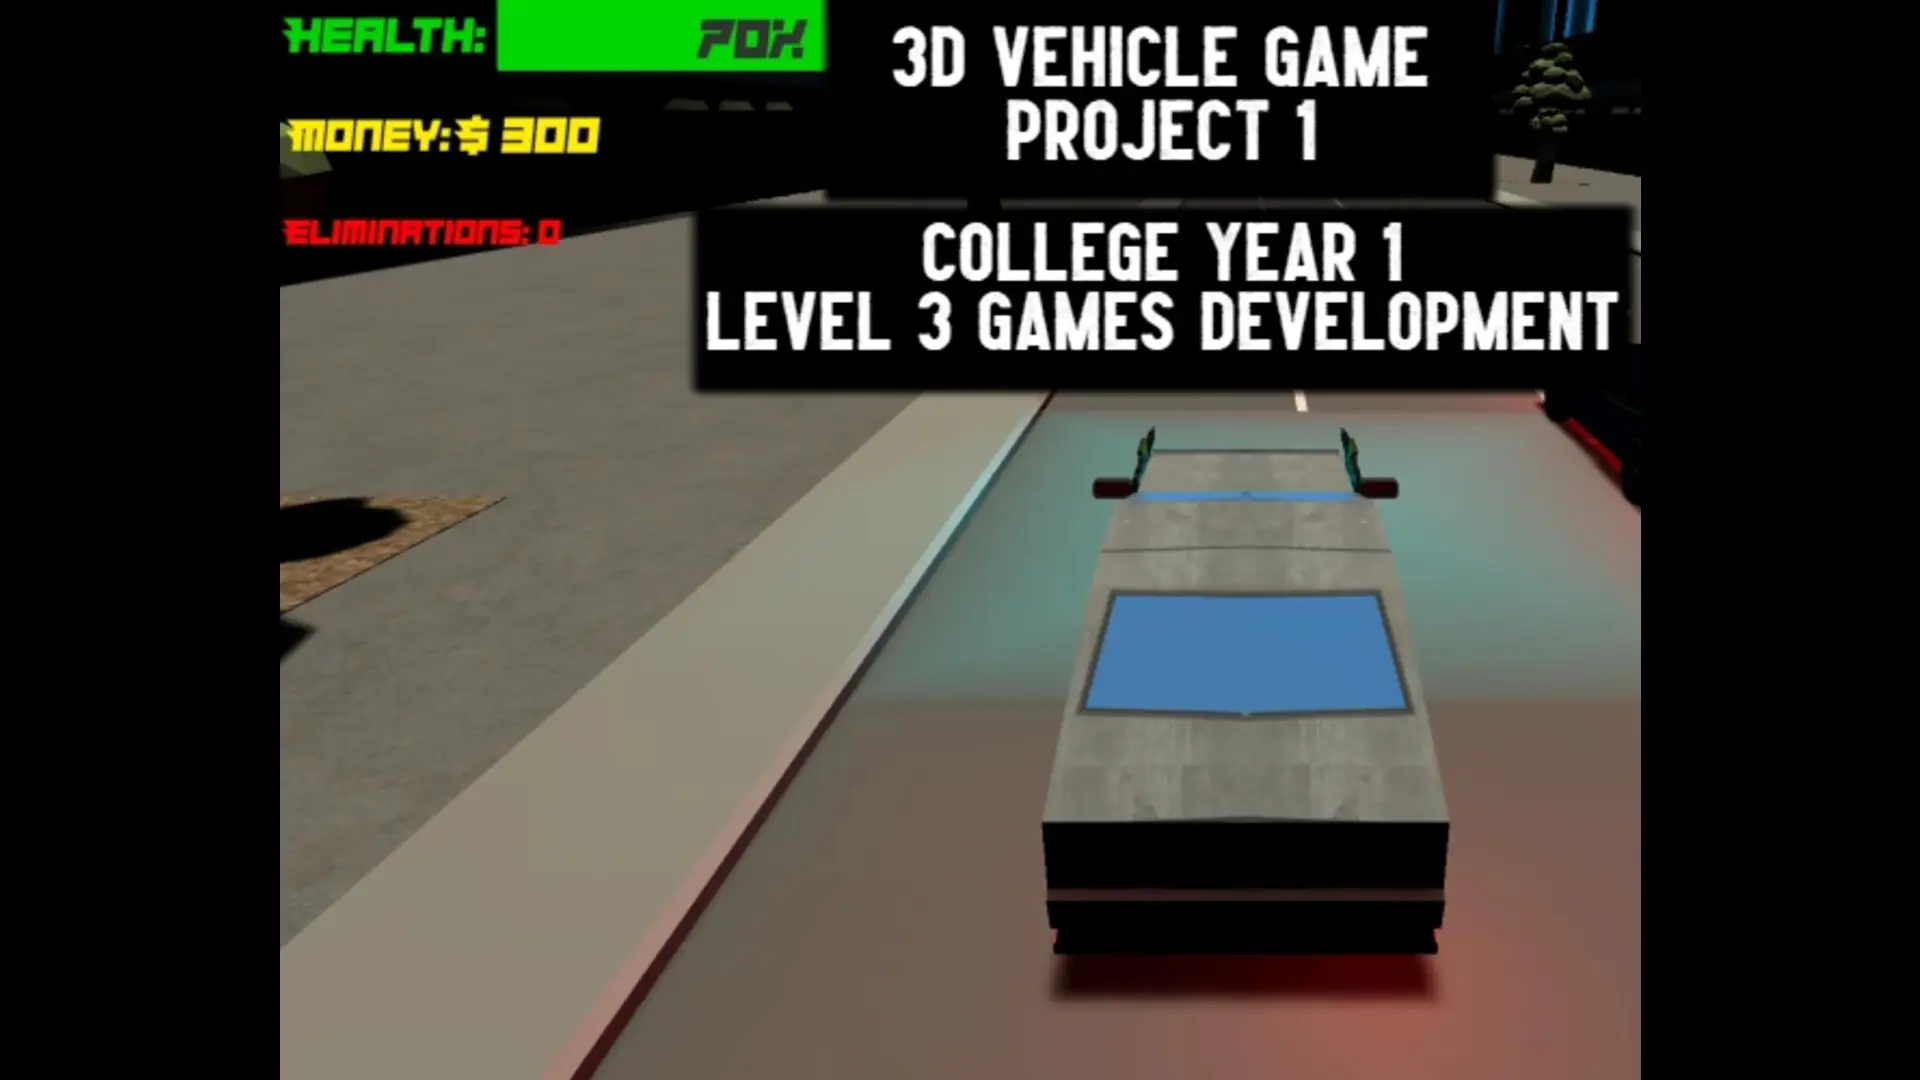 HEALTH: 70%
3D VEHICLE GAME
PROJECT 1
MONEY:$ 300
ELIMINATIONS: 0
COLLEGE YEAR 1
LEVEL 3 GAMES DEVELOPMENT